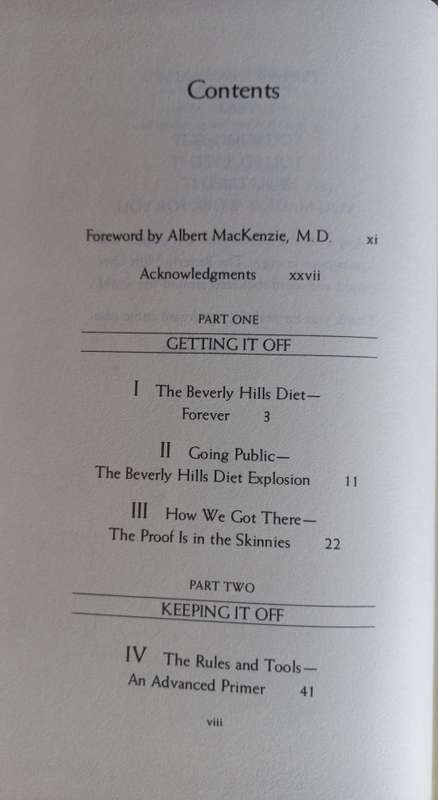 Contents
Foreword by Albert MacKenzie, M.D. xi
Acknowledgments xxvii
PART ONE
GETTING IT OFF
I The Beverly Hills Diet—
Forever 3
II Going Public—
The Beverly Hills Diet Explosion 11
III How We Got There—
The Proof Is in the Skinnies 22
PART TWO
KEEPING IT OFF
IV The Rules and Tools—
An Advanced Primer 41
viii